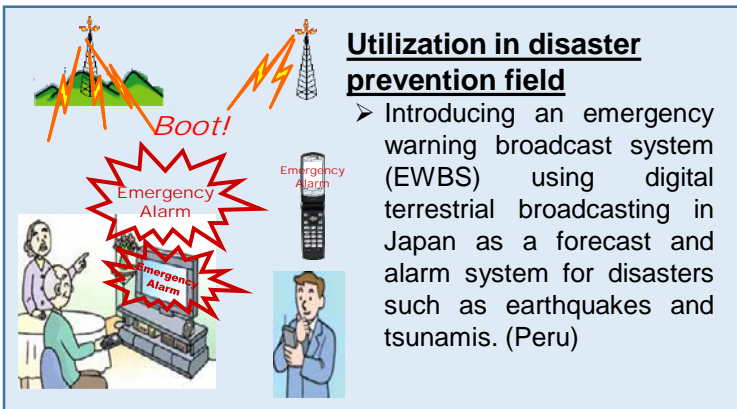 Utilization in disaster
prevention field
➢ Introducing an emergency
warning broadcast system
(EWBS) using digital
terrestrial broadcasting in
Japan as a forecast and
alarm system for disasters
such as earthquakes and
tsunamis. (Peru)
Boot!
Emergency
Alarm
Emergency
Alarm
Emergency
Alarm